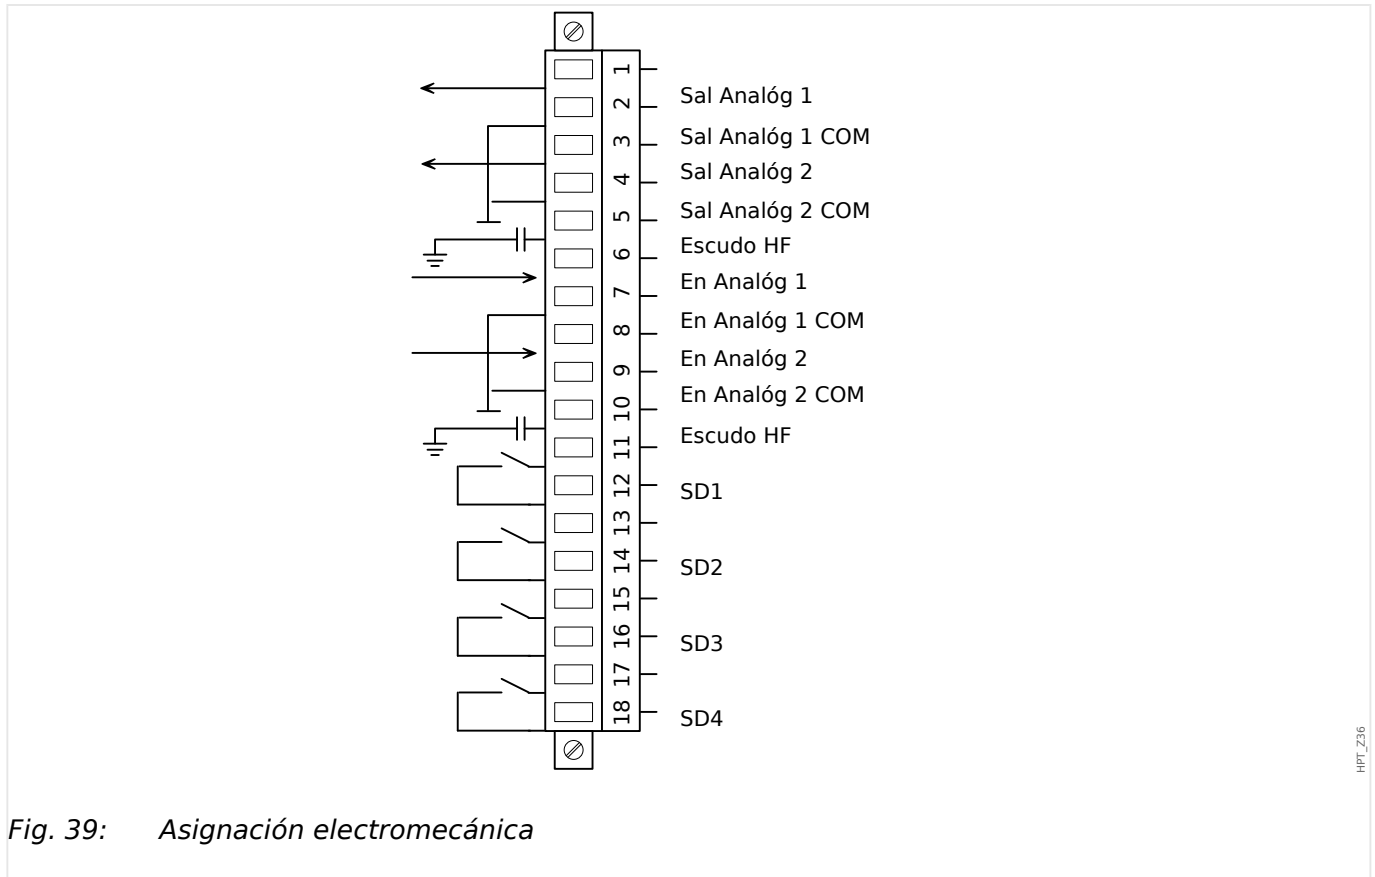 1
2
Sal Analóg 1
3
Sal Analóg 1 COM
4
Sal Analóg 2
5
Sal Analóg 2 COM
6
Escudo HF
7
En Analóg 1
8
En Analóg 1 COM
9
En Analóg 2
10
En Analóg 2 COM
11
Escudo HF
12
SD1
13
14
SD2
15
16
SD3
17
18
SD4
HPT_Z36
Fig. 39: Asignación electromecánica